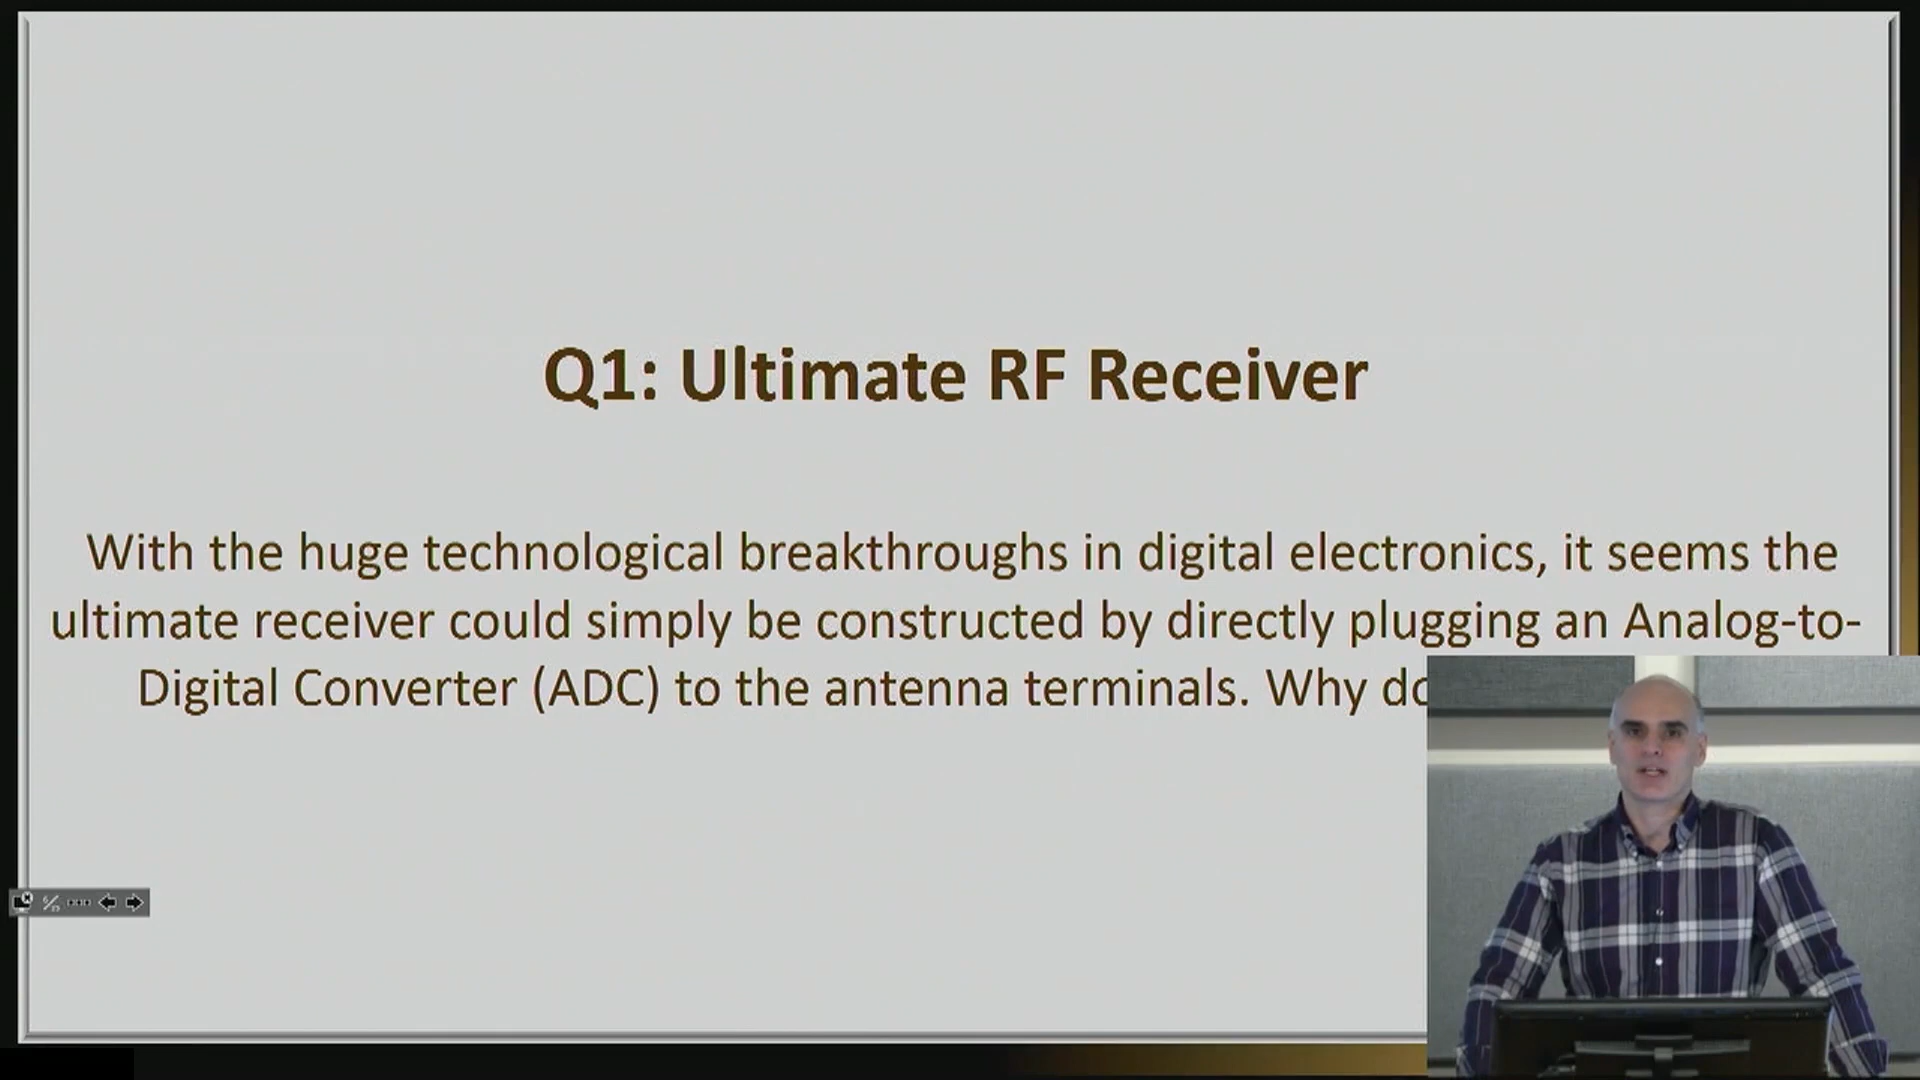 Q1: Ultimate RF Receiver
With the huge technological breakthroughs in digital electronics, it seems the
ultimate receiver could simply be constructed by directly plugging an Analog-to-
Digital Converter (ADC) to the antenna terminals. Why